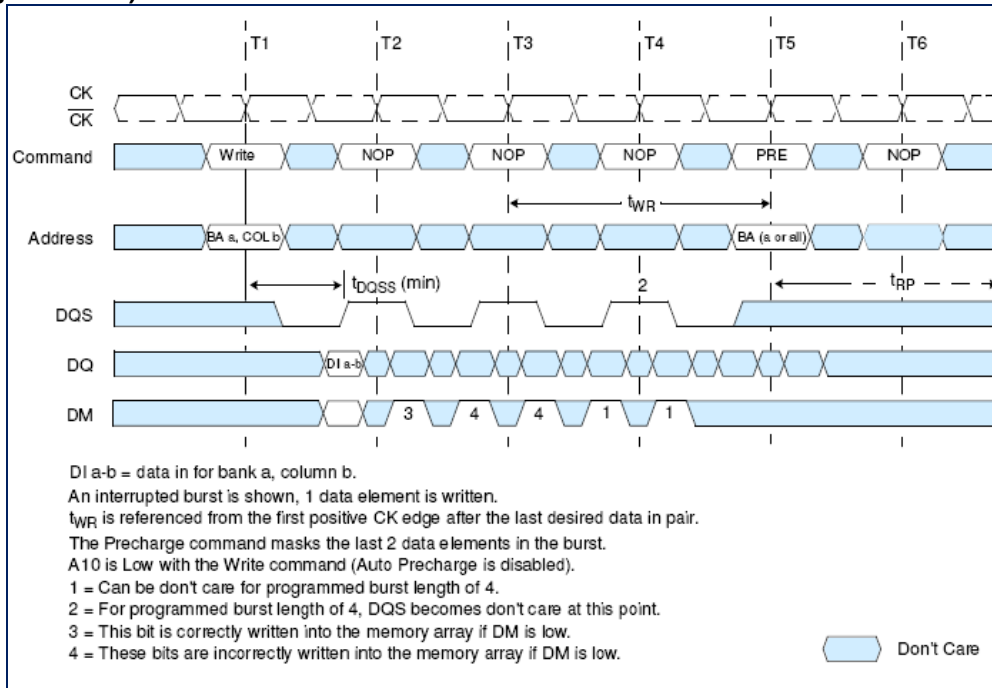 T1 T2 T3 T4 T5 T6
CK
CK
Command Write NOP NOP NOP PRE NOP
tWR
Address BA a, COL b BA (a or all)
tDQSS (min) 2 tRP
DQS
DQ DI a-b
DM 3 4 4 1 1
DI a-b = data in for bank a, column b.
An interrupted burst is shown, 1 data element is written.
tWR is referenced from the first positive CK edge after the last desired data in pair.
The Precharge command masks the last 2 data elements in the burst.
A10 is Low with the Write command (Auto Precharge is disabled).
1 = Can be don't care for programmed burst length of 4.
2 = For programmed burst length of 4, DQS becomes don't care at this point.
3 = This bit is correctly written into the memory array if DM is low.
4 = These bits are incorrectly written into the memory array if DM is low.
Don't Care